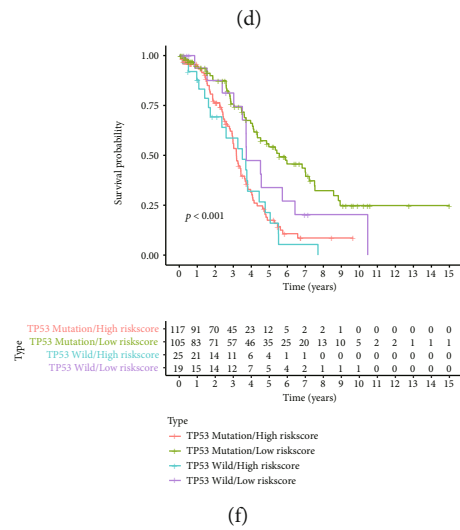 (d)
1.00
0.75
0.50
0.25
0.00
Survival probability
p < 0.001
0 1 2 3 4 5 6 7 8 9 10 11 12 13 14 15
Time (years)
Type
TP53 Mutation/High riskscore 117 91 70 45 23 12 5 2 2 1 0 0 0 0 0 0
TP53 Mutation/Low riskscore 105 83 71 57 46 35 25 20 13 10 5 2 2 1 1 1
TP53 Wild/High riskscore 25 21 14 11 6 4 1 1 0 0 0 0 0 0 0 0
TP53 Wild/Low riskscore 19 15 14 12 7 5 4 2 1 1 1 0 0 0 0 0
0 1 2 3 4 5 6 7 8 9 10 11 12 13 14 15
Time (years)
Type
TP53 Mutation/High riskscore
TP53 Mutation/Low riskscore
TP53 Wild/High riskscore
TP53 Wild/Low riskscore
(f)